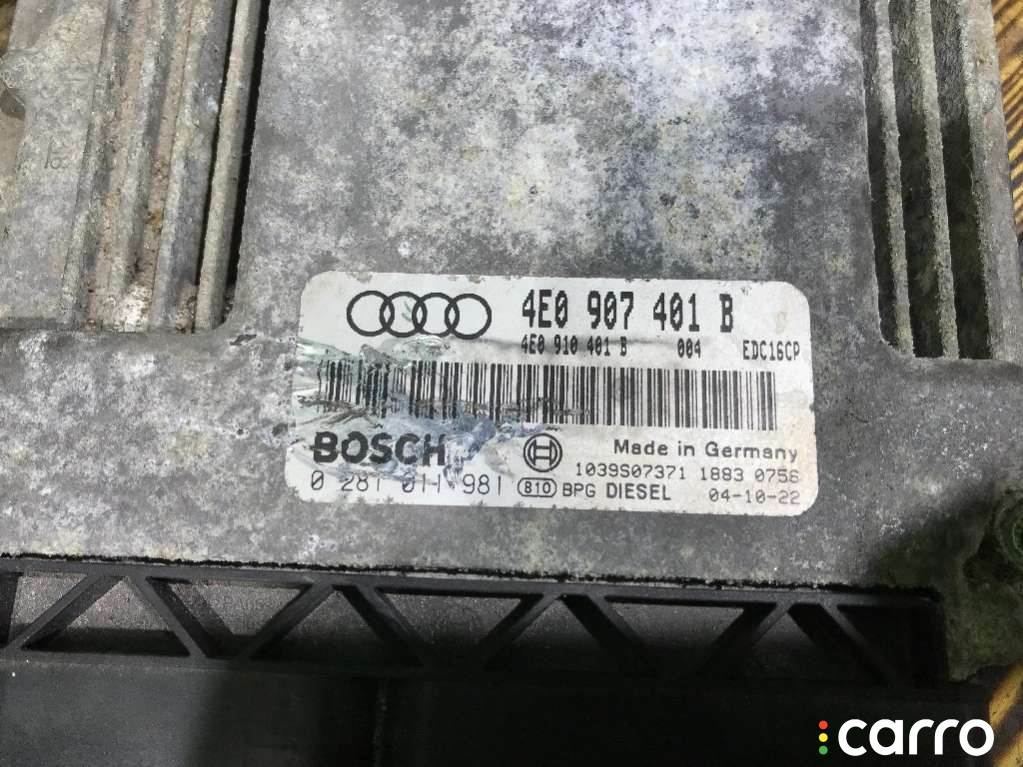 4E0 907 401 B
4E0 910 401 B 004 EDC16CP
BOSCH
Made in Germany
1039S07371 1883 0756
0 281 011 981
810 BPG DIESEL 04-10-22
carro